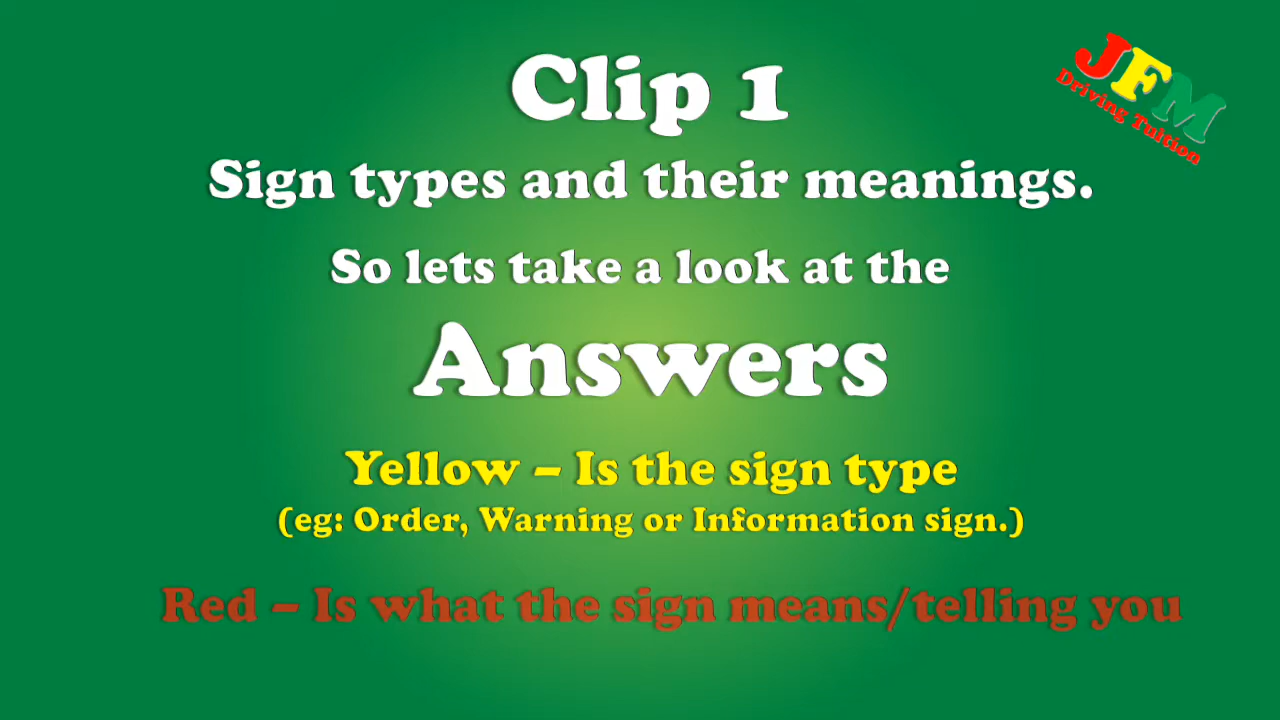 Clip 1
JFM
Driving Tuition
Sign types and their meanings.
So lets take a look at the
Answers
Yellow – Is the sign type
(eg: Order, Warning or Information sign.)
Red – Is what the sign means/telling you